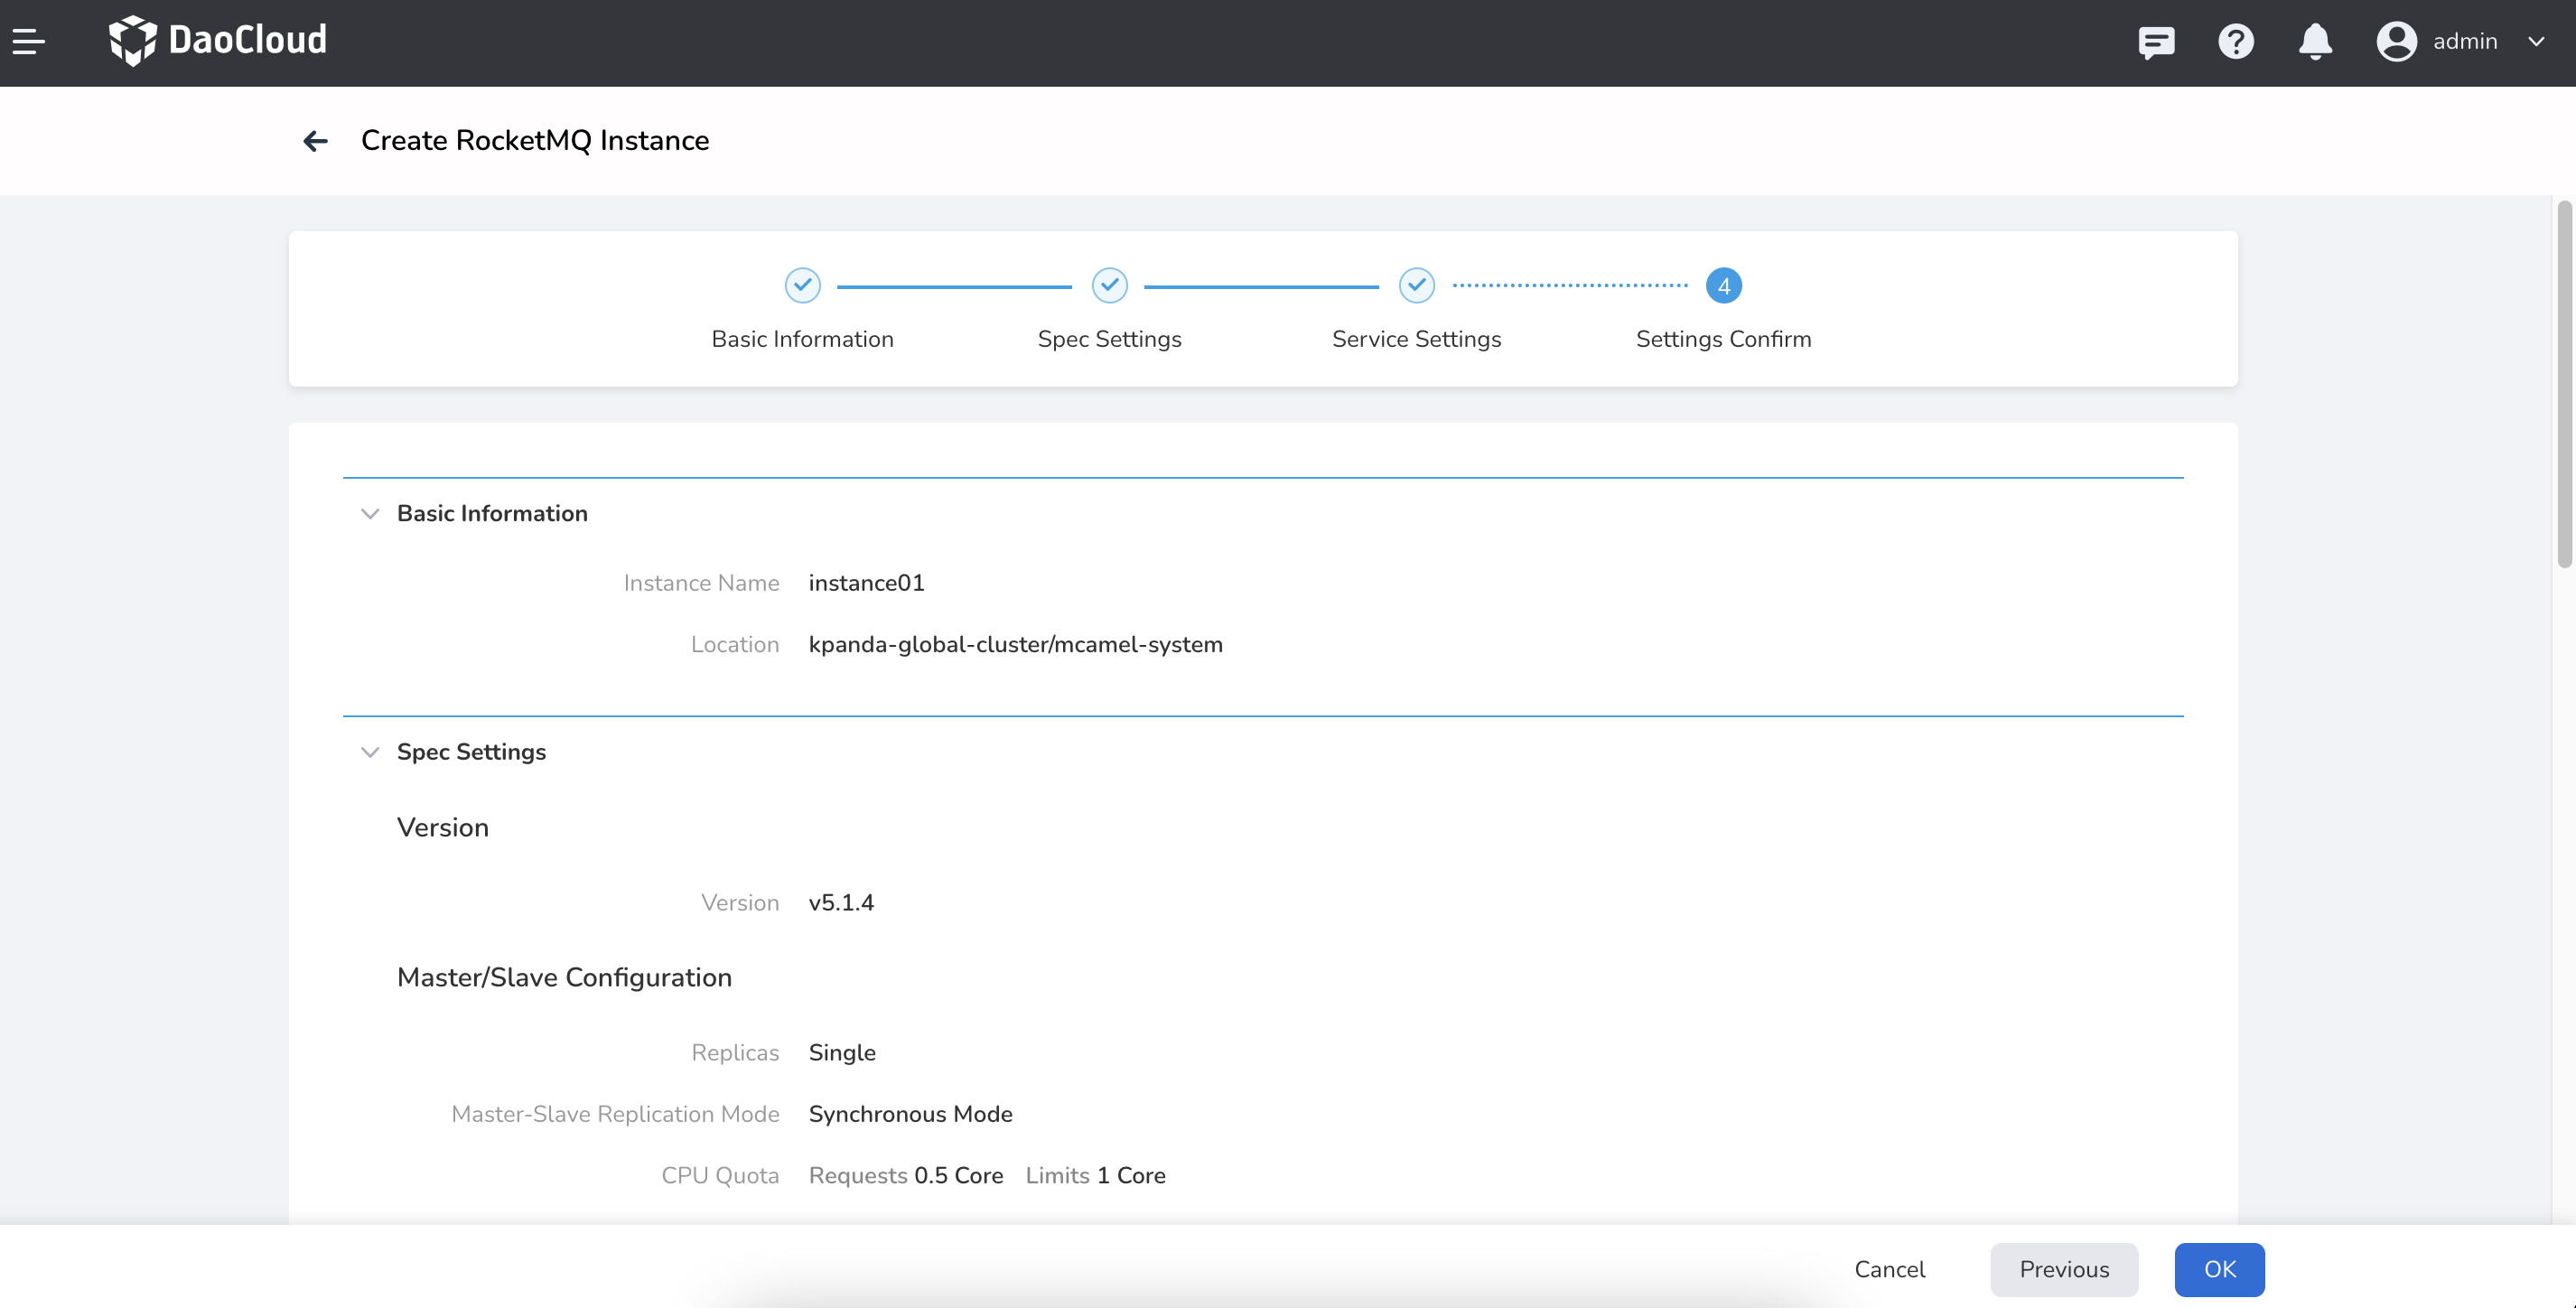 DaoCloud
admin
Create RocketMQ Instance
4
Basic Information
Spec Settings
Service Settings
Settings Confirm
Basic Information
Instance Name instance01
Location kpanda-global-cluster/mcamel-system
Spec Settings
Version
Version v5.1.4
Master/Slave Configuration
Replicas Single
Master-Slave Replication Mode Synchronous Mode
CPU Quota Requests 0.5 Core Limits 1 Core
Cancel
Previous
OK